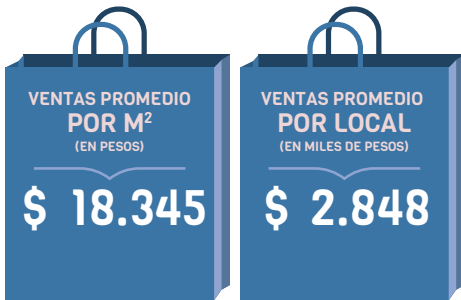 VENTAS PROMEDIO
POR M²
(EN PESOS)
$ 18.345
VENTAS PROMEDIO
POR LOCAL
(EN MILES DE PESOS)
$ 2.848